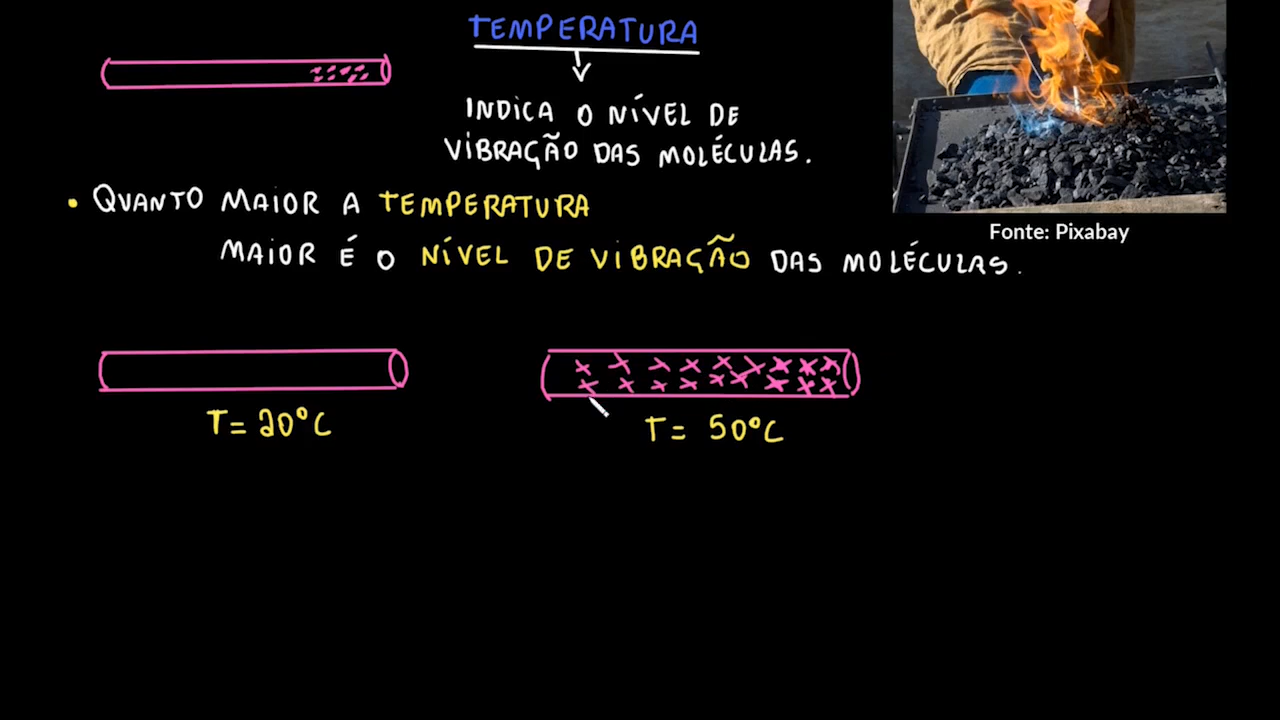 TEMPERATURA
INDICA O NÍVEL DE
VIBRAÇÃO DAS MOLÉCULAS.
Fonte: Pixabay
• QUANTO MAIOR A TEMPERATURA
MAIOR É O NÍVEL DE VIBRAÇÃO DAS MOLÉCULAS.
T= 20°C
T= 50°C